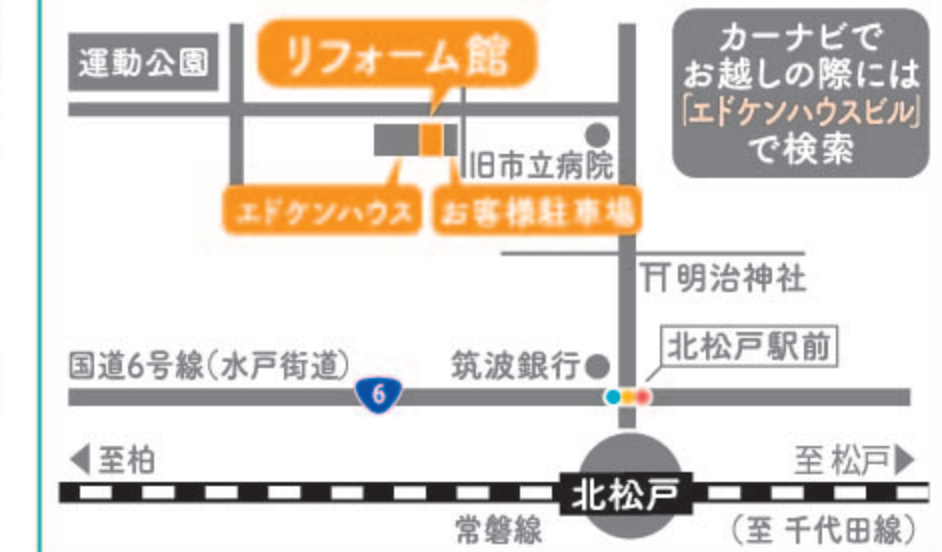 運動公園
リフォーム館
カーナビで
お越しの際には
「エドケンハウスビル」
で検索
旧市立病院
エドケンハウス
お客様駐車場
明治神社
北松戸駅前
国道6号線（水戸街道）
筑波銀行
6
◀至柏
至 松戸▶
北松戸
常磐線
（至 千代田線）